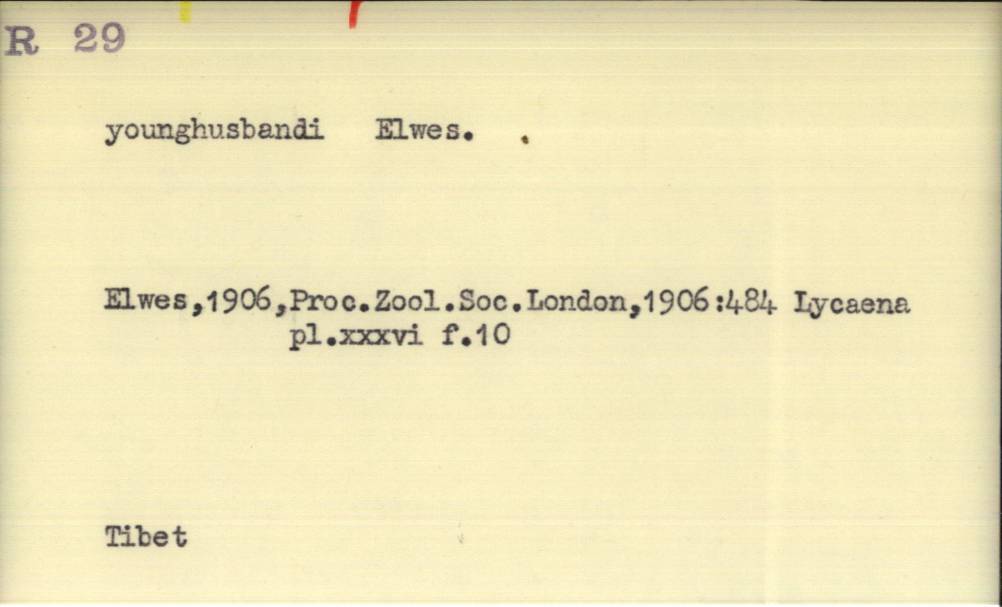 R 29
younghusbandi Elwes.
Elwes,1906,Proc.Zool.Soc.London,1906:484 Lycaena
pl.xxxvi f.10
Tibet